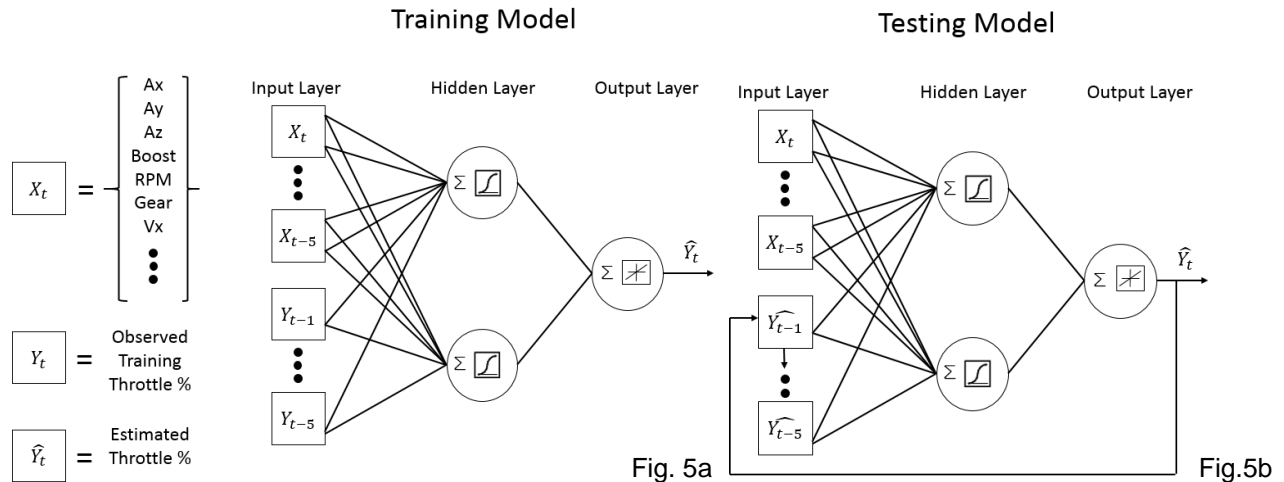 Training Model
Testing Model
Ax
Ay
Az
Boost
RPM
Gear
Vx
X_t
=
Y_t
=
Observed
Training
Throttle %
Ŷ_t
=
Estimated
Throttle %
Input Layer
Hidden Layer
Output Layer
X_t
X_{t-5}
Y_{t-1}
Y_{t-5}
Σ
Σ
Σ
Ŷ_t
Fig. 5a
Input Layer
Hidden Layer
Output Layer
X_t
X_{t-5}
Ŷ_{t-1}
Ŷ_{t-5}
Σ
Σ
Σ
Ŷ_t
Fig.5b